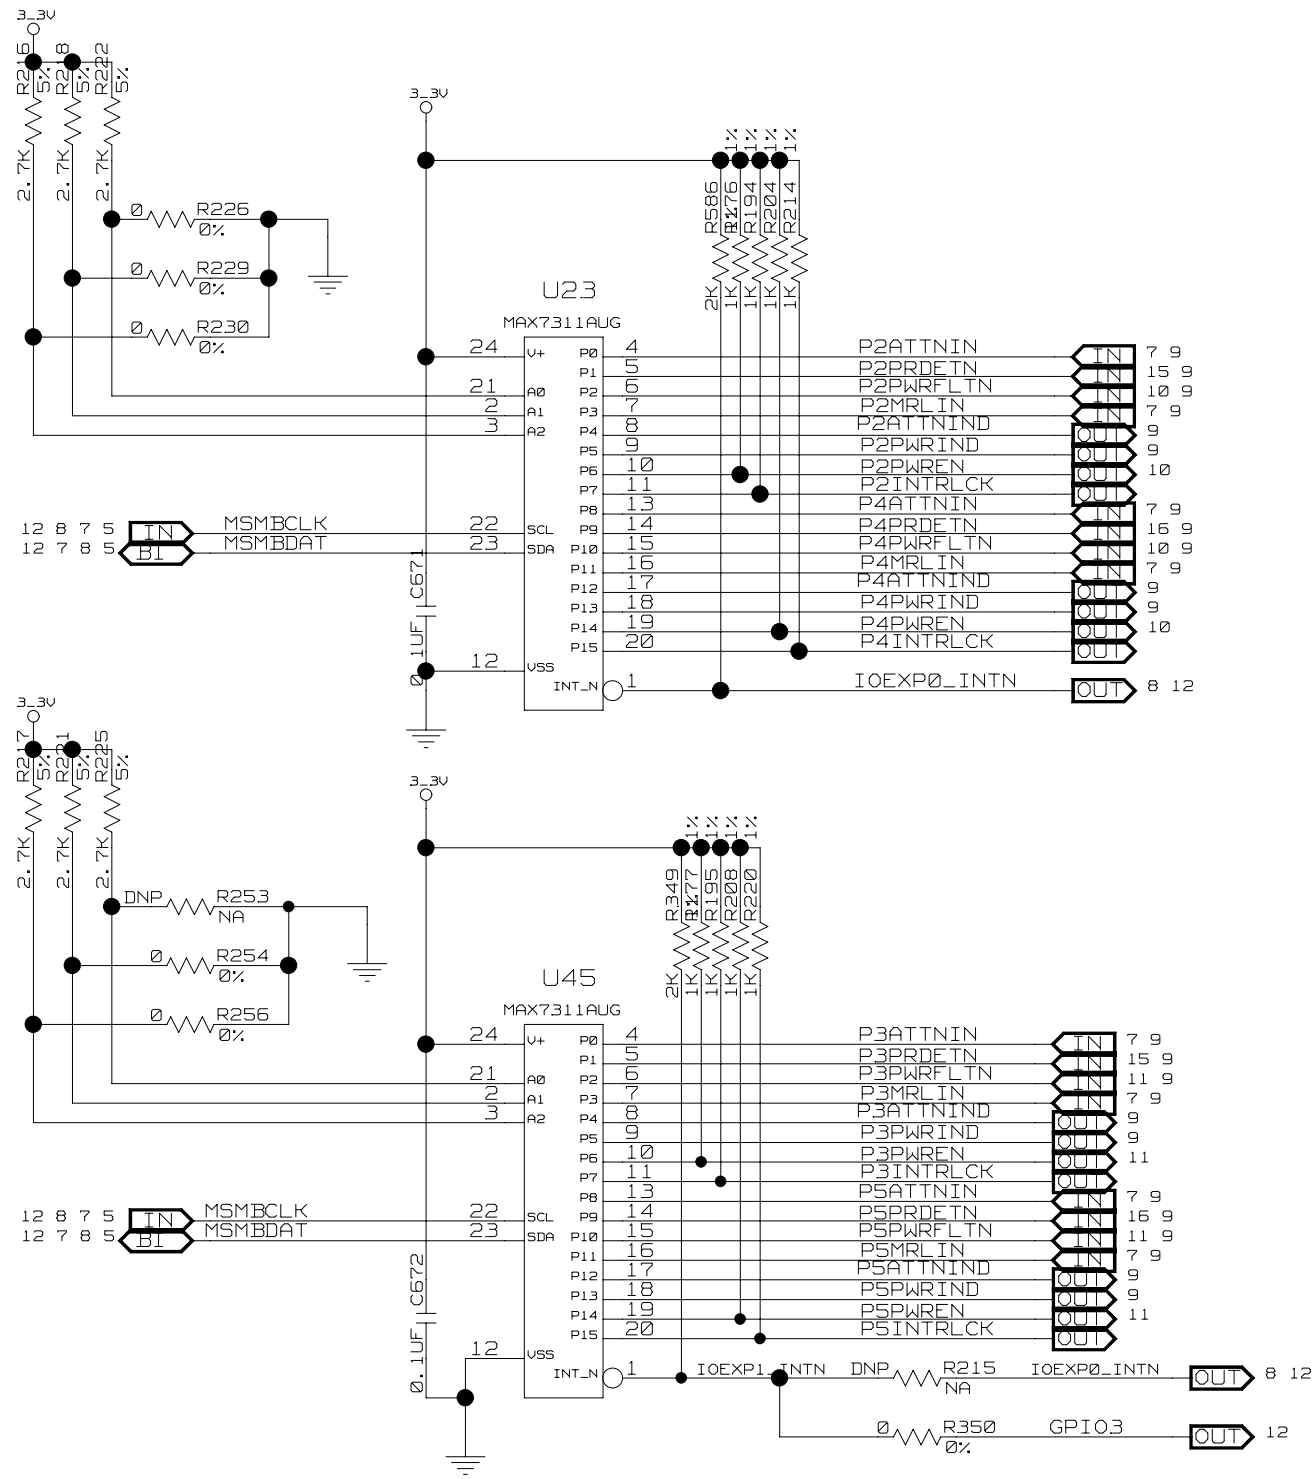 3_3V
R216 5% 2.7K
R218 5% 2.7K
R222 5% 2.7K
0 R226
0%
0 R229
0%
0 R230
0%
3_3V
1% 1% 1% 1%
R586 R176 R194 R204 R214
2K 1K 1K 1K 1K
U23
MAX7311AUG
24 V+ P0 4 P2ATTNIN IN 7 9
P1 5 P2PRDETN IN 15 9
21 A0 P2 6 P2PWRFLTN IN 10 9
2 A1 P3 7 P2MRLIN IN 7 9
3 A2 P4 8 P2ATTNIND OUT 9
P5 9 P2PWRIND OUT 9
P6 10 P2PWREN OUT 10
P7 11 P2INTRLCK OUT
P8 13 P4ATTNIN IN 7 9
12 8 7 5 IN MSMBCLK 22 SCL P9 14 P4PRDETN IN 16 9
12 7 8 5 BI MSMBDAT 23 SDA P10 15 P4PWRFLTN IN 10 9
P11 16 P4MRLIN IN 7 9
P12 17 P4ATTNIND OUT 9
P13 18 P4PWRIND OUT 9
P14 19 P4PWREN OUT 10
P15 20 P4INTRLCK OUT
C671
0.1UF
12 VSS
INT_N 1 IOEXP0_INTN OUT 8 12
3_3V
R217 5% 2.7K
R221 5% 2.7K
R225 5% 2.7K
DNP R253
NA
0 R254
0%
0 R256
0%
3_3V
1% 1% 1% 1%
R349 R177 R195 R208 R220
2K 1K 1K 1K 1K
U45
MAX7311AUG
24 V+ P0 4 P3ATTNIN IN 7 9
P1 5 P3PRDETN IN 15 9
21 A0 P2 6 P3PWRFLTN IN 11 9
2 A1 P3 7 P3MRLIN IN 7 9
3 A2 P4 8 P3ATTNIND OUT 9
P5 9 P3PWRIND OUT 9
P6 10 P3PWREN OUT 11
P7 11 P3INTRLCK OUT
P8 13 P5ATTNIN IN 7 9
12 8 7 5 IN MSMBCLK 22 SCL P9 14 P5PRDETN IN 16 9
12 7 8 5 BI MSMBDAT 23 SDA P10 15 P5PWRFLTN IN 11 9
P11 16 P5MRLIN IN 7 9
P12 17 P5ATTNIND OUT 9
P13 18 P5PWRIND OUT 9
P14 19 P5PWREN OUT 11
P15 20 P5INTRLCK OUT
C672
0.1UF
12 VSS
INT_N 1 IOEXP1_INTN DNP R215 IOEXP0_INTN OUT 8 12
NA
0 R350 GPIO3 OUT 12
0%